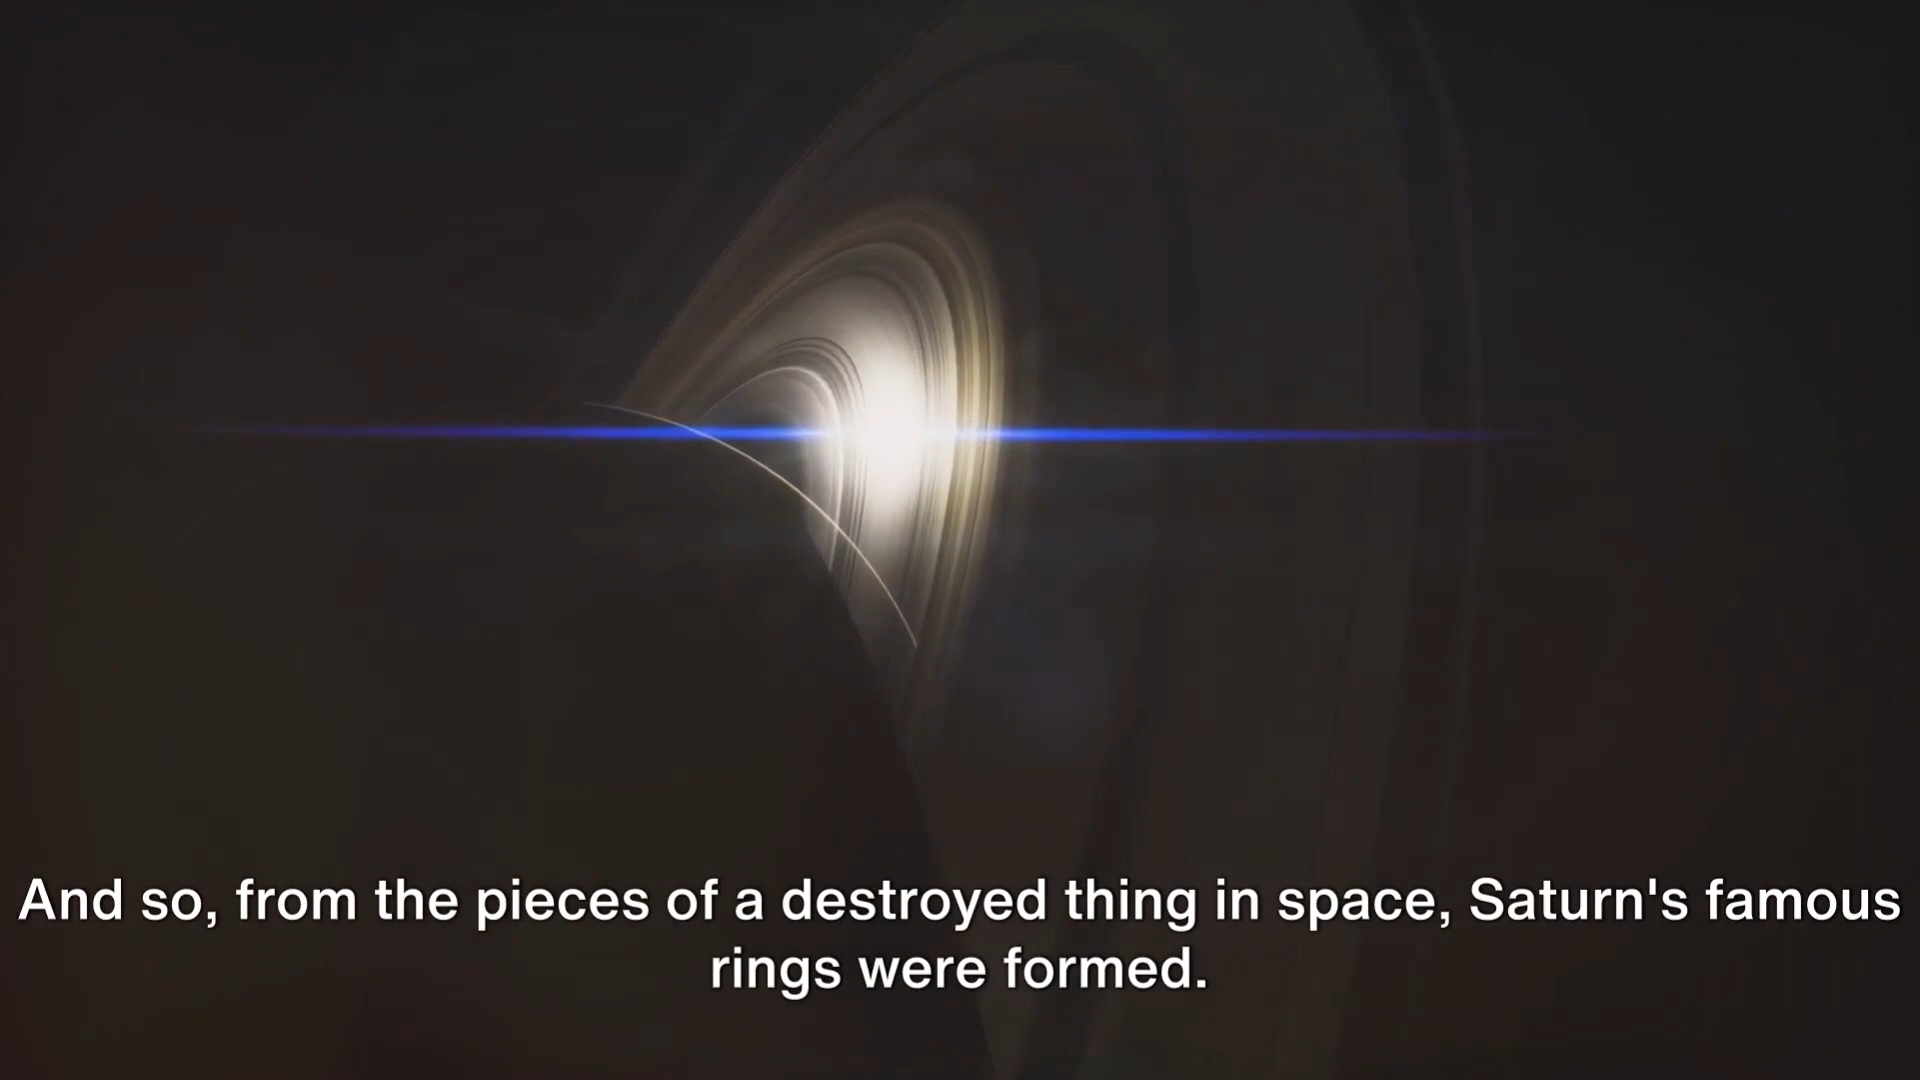 And so, from the pieces of a destroyed thing in space, Saturn's famous
rings were formed.